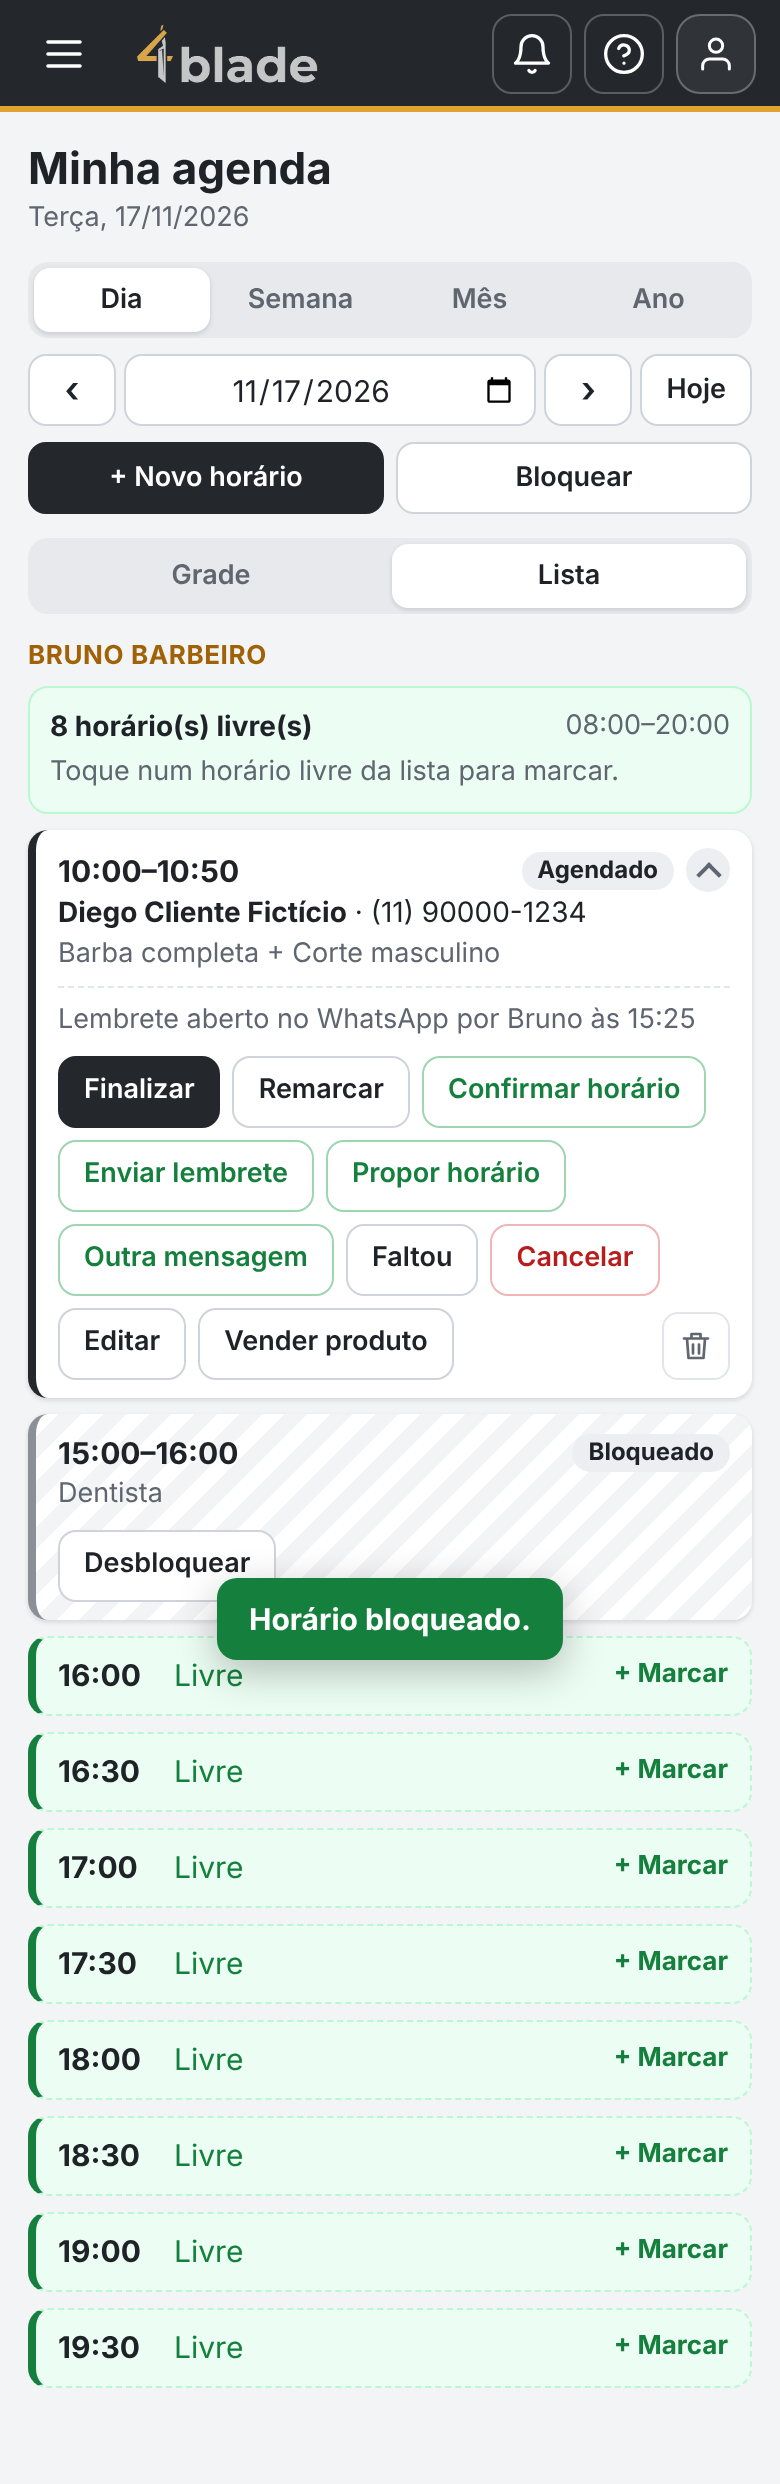 4blade
Minha agenda
Terça, 17/11/2026
Dia Semana Mês Ano
‹ 11/17/2026 › Hoje
+ Novo horário Bloquear
Grade Lista
BRUNO BARBEIRO
8 horário(s) livre(s) 08:00–20:00
Toque num horário livre da lista para marcar.
10:00–10:50 Agendado
Diego Cliente Fictício · (11) 90000-1234
Barba completa + Corte masculino
Lembrete aberto no WhatsApp por Bruno às 15:25
Finalizar Remarcar Confirmar horário
Enviar lembrete Propor horário
Outra mensagem Faltou Cancelar
Editar Vender produto
15:00–16:00 Bloqueado
Dentista
Desbloquear
Horário bloqueado.
16:00 Livre + Marcar
16:30 Livre + Marcar
17:00 Livre + Marcar
17:30 Livre + Marcar
18:00 Livre + Marcar
18:30 Livre + Marcar
19:00 Livre + Marcar
19:30 Livre + Marcar